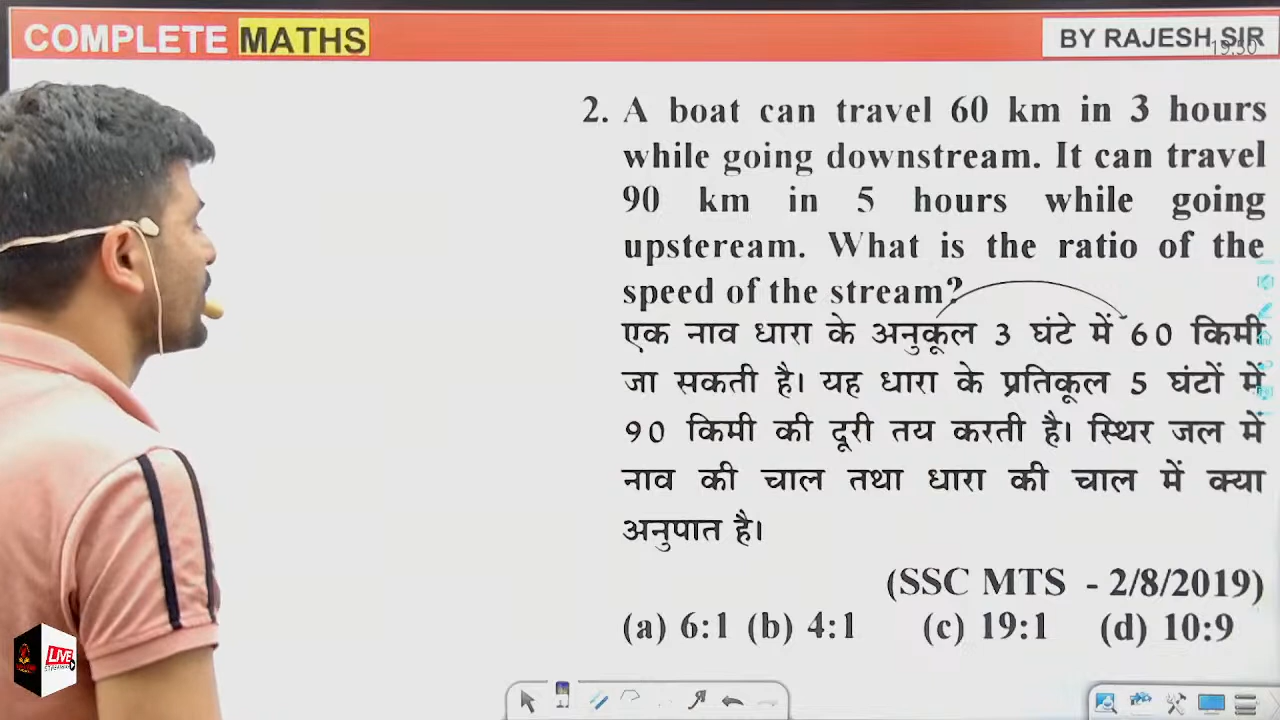 COMPLETE MATHS
BY RAJESH SIR
19:50
2. A boat can travel 60 km in 3 hours
while going downstream. It can travel
90 km in 5 hours while going
upsteream. What is the ratio of the
speed of the stream?
एक नाव धारा के अनुकूल 3 घंटे में 60 किमी
जा सकती है। यह धारा के प्रतिकूल 5 घंटों में
90 किमी की दूरी तय करती है। स्थिर जल में
नाव की चाल तथा धारा की चाल में क्या
अनुपात है।
(SSC MTS - 2/8/2019)
(a) 6:1 (b) 4:1 (c) 19:1 (d) 10:9
LIVE